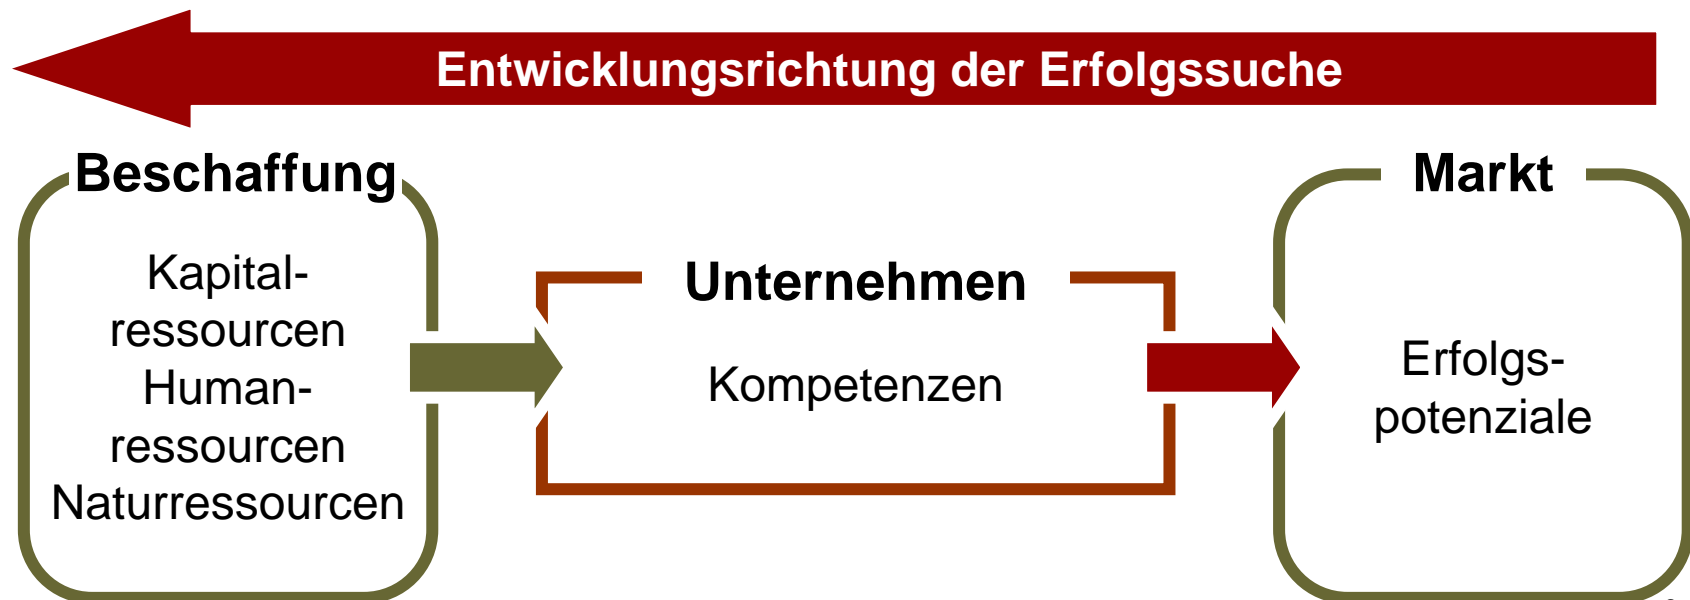 Entwicklungsrichtung der Erfolgssuche
Beschaffung
Kapital-
ressourcen
Human-
ressourcen
Naturressourcen
Unternehmen
Kompetenzen
Markt
Erfolgs-
potenziale